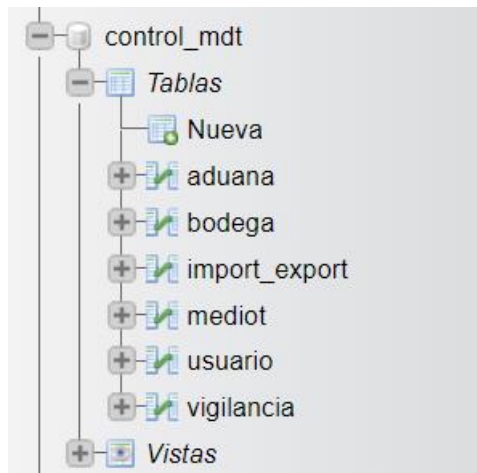 control_mdt
Tablas
Nueva
aduana
bodega
import_export
mediot
usuario
vigilancia
Vistas